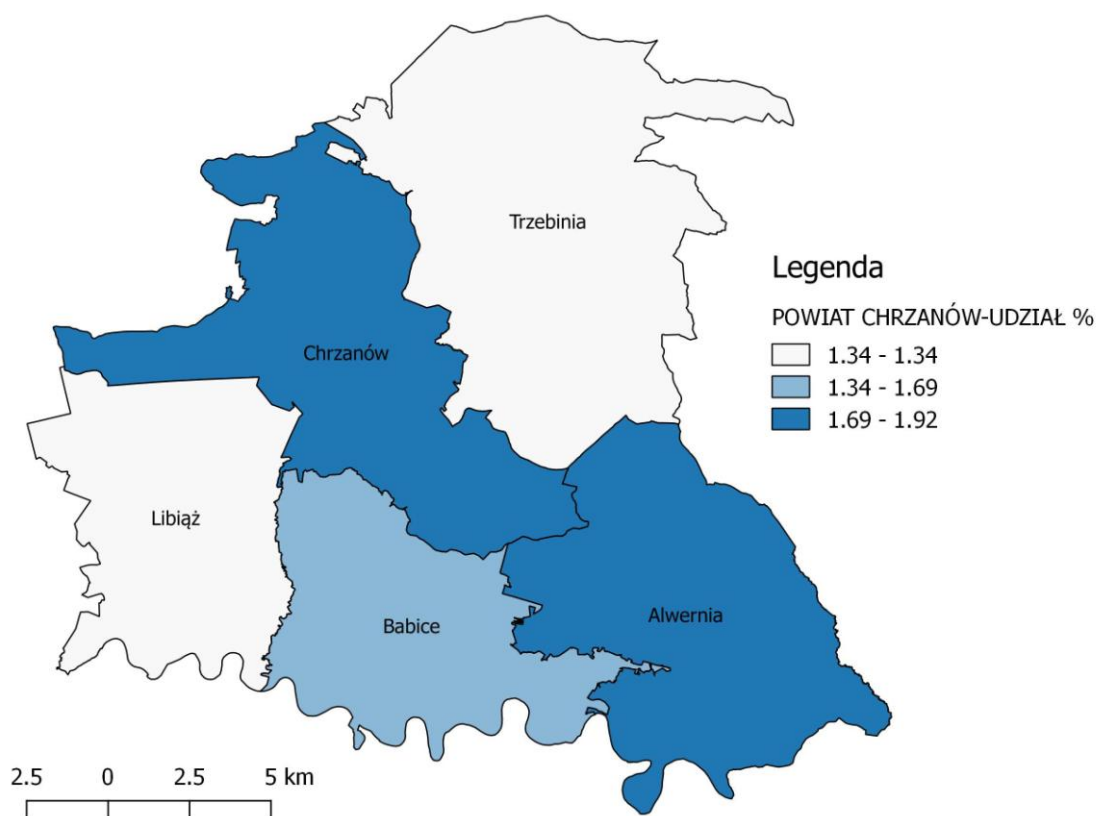 Trzebinia
Legenda
POWIAT CHRZANÓW-UDZIAŁ %
1.34 - 1.34
1.34 - 1.69
1.69 - 1.92
Chrzanów
Libiąż
Babice
Alwernia
2.5 0 2.5 5 km